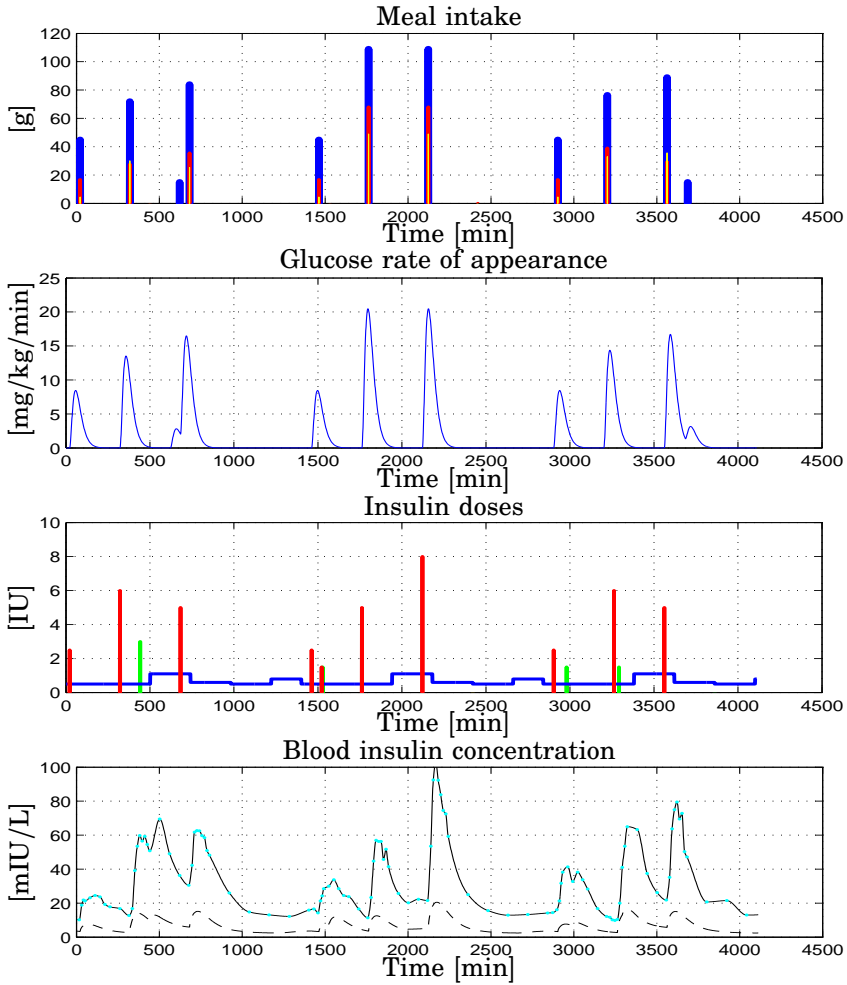 Meal intake
[g]
120
100
80
60
40
20
0
0 500 1000 1500 2000 2500 3000 3500 4000 4500
Time [min]
Glucose rate of appearance
[mg/kg/min]
25
20
15
10
5
0
0 500 1000 1500 2000 2500 3000 3500 4000 4500
Time [min]
Insulin doses
[IU]
10
8
6
4
2
0
0 500 1000 1500 2000 2500 3000 3500 4000 4500
Time [min]
Blood insulin concentration
[mIU/L]
100
80
60
40
20
0
0 500 1000 1500 2000 2500 3000 3500 4000 4500
Time [min]